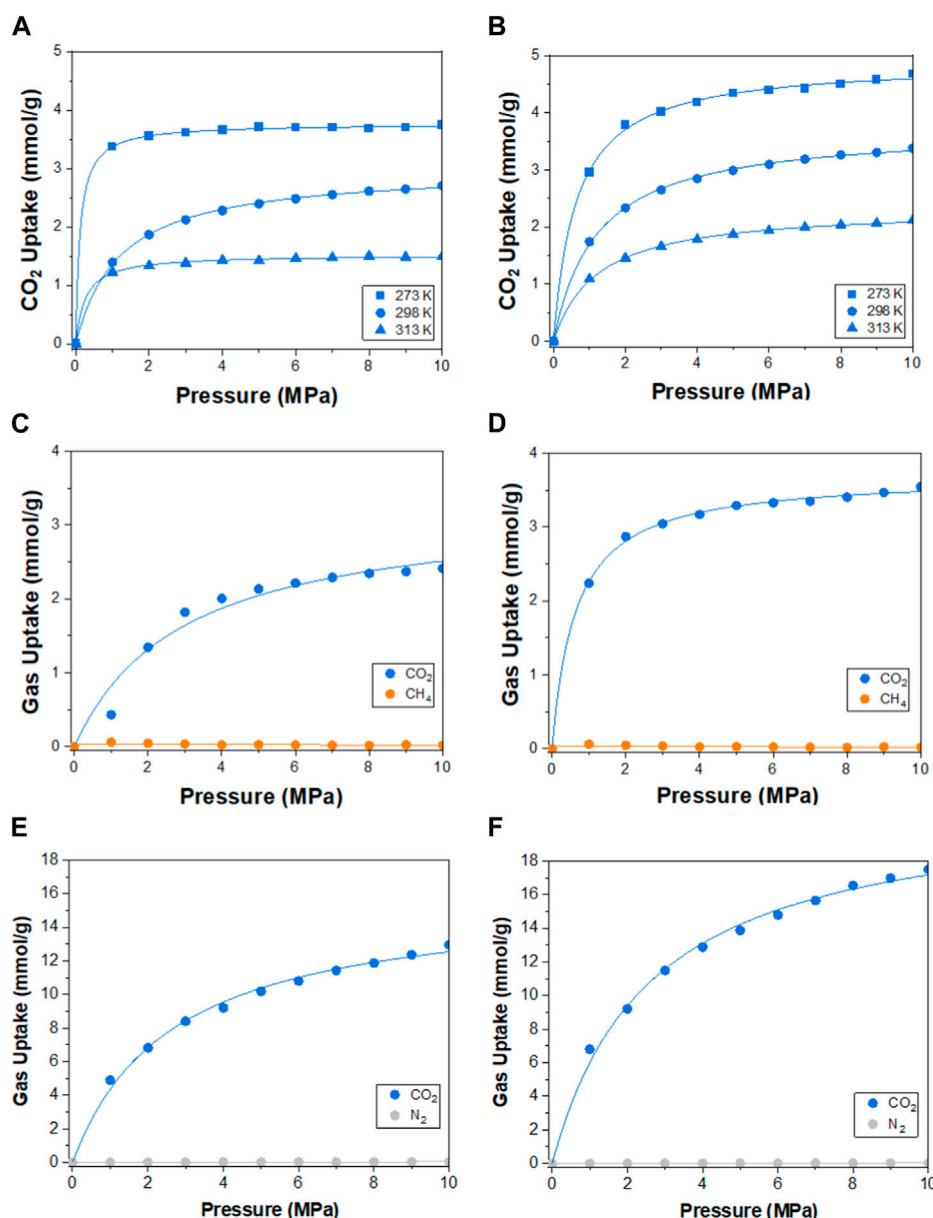 A
CO₂ Uptake (mmol/g)
5
4
3
2
1
0
273 K
298 K
313 K
0 2 4 6 8 10
Pressure (MPa)
B
CO₂ Uptake (mmol/g)
5
4
3
2
1
0
273 K
298 K
313 K
0 2 4 6 8 10
Pressure (MPa)
C
Gas Uptake (mmol/g)
4
3
2
1
0
CO₂
CH₄
0 2 4 6 8 10
Pressure (MPa)
D
Gas Uptake (mmol/g)
4
3
2
1
0
CO₂
CH₄
0 2 4 6 8 10
Pressure (MPa)
E
Gas Uptake (mmol/g)
18
16
14
12
10
8
6
4
2
0
CO₂
N₂
0 2 4 6 8 10
Pressure (MPa)
F
Gas Uptake (mmol/g)
18
16
14
12
10
8
6
4
2
0
CO₂
N₂
0 2 4 6 8 10
Pressure (MPa)